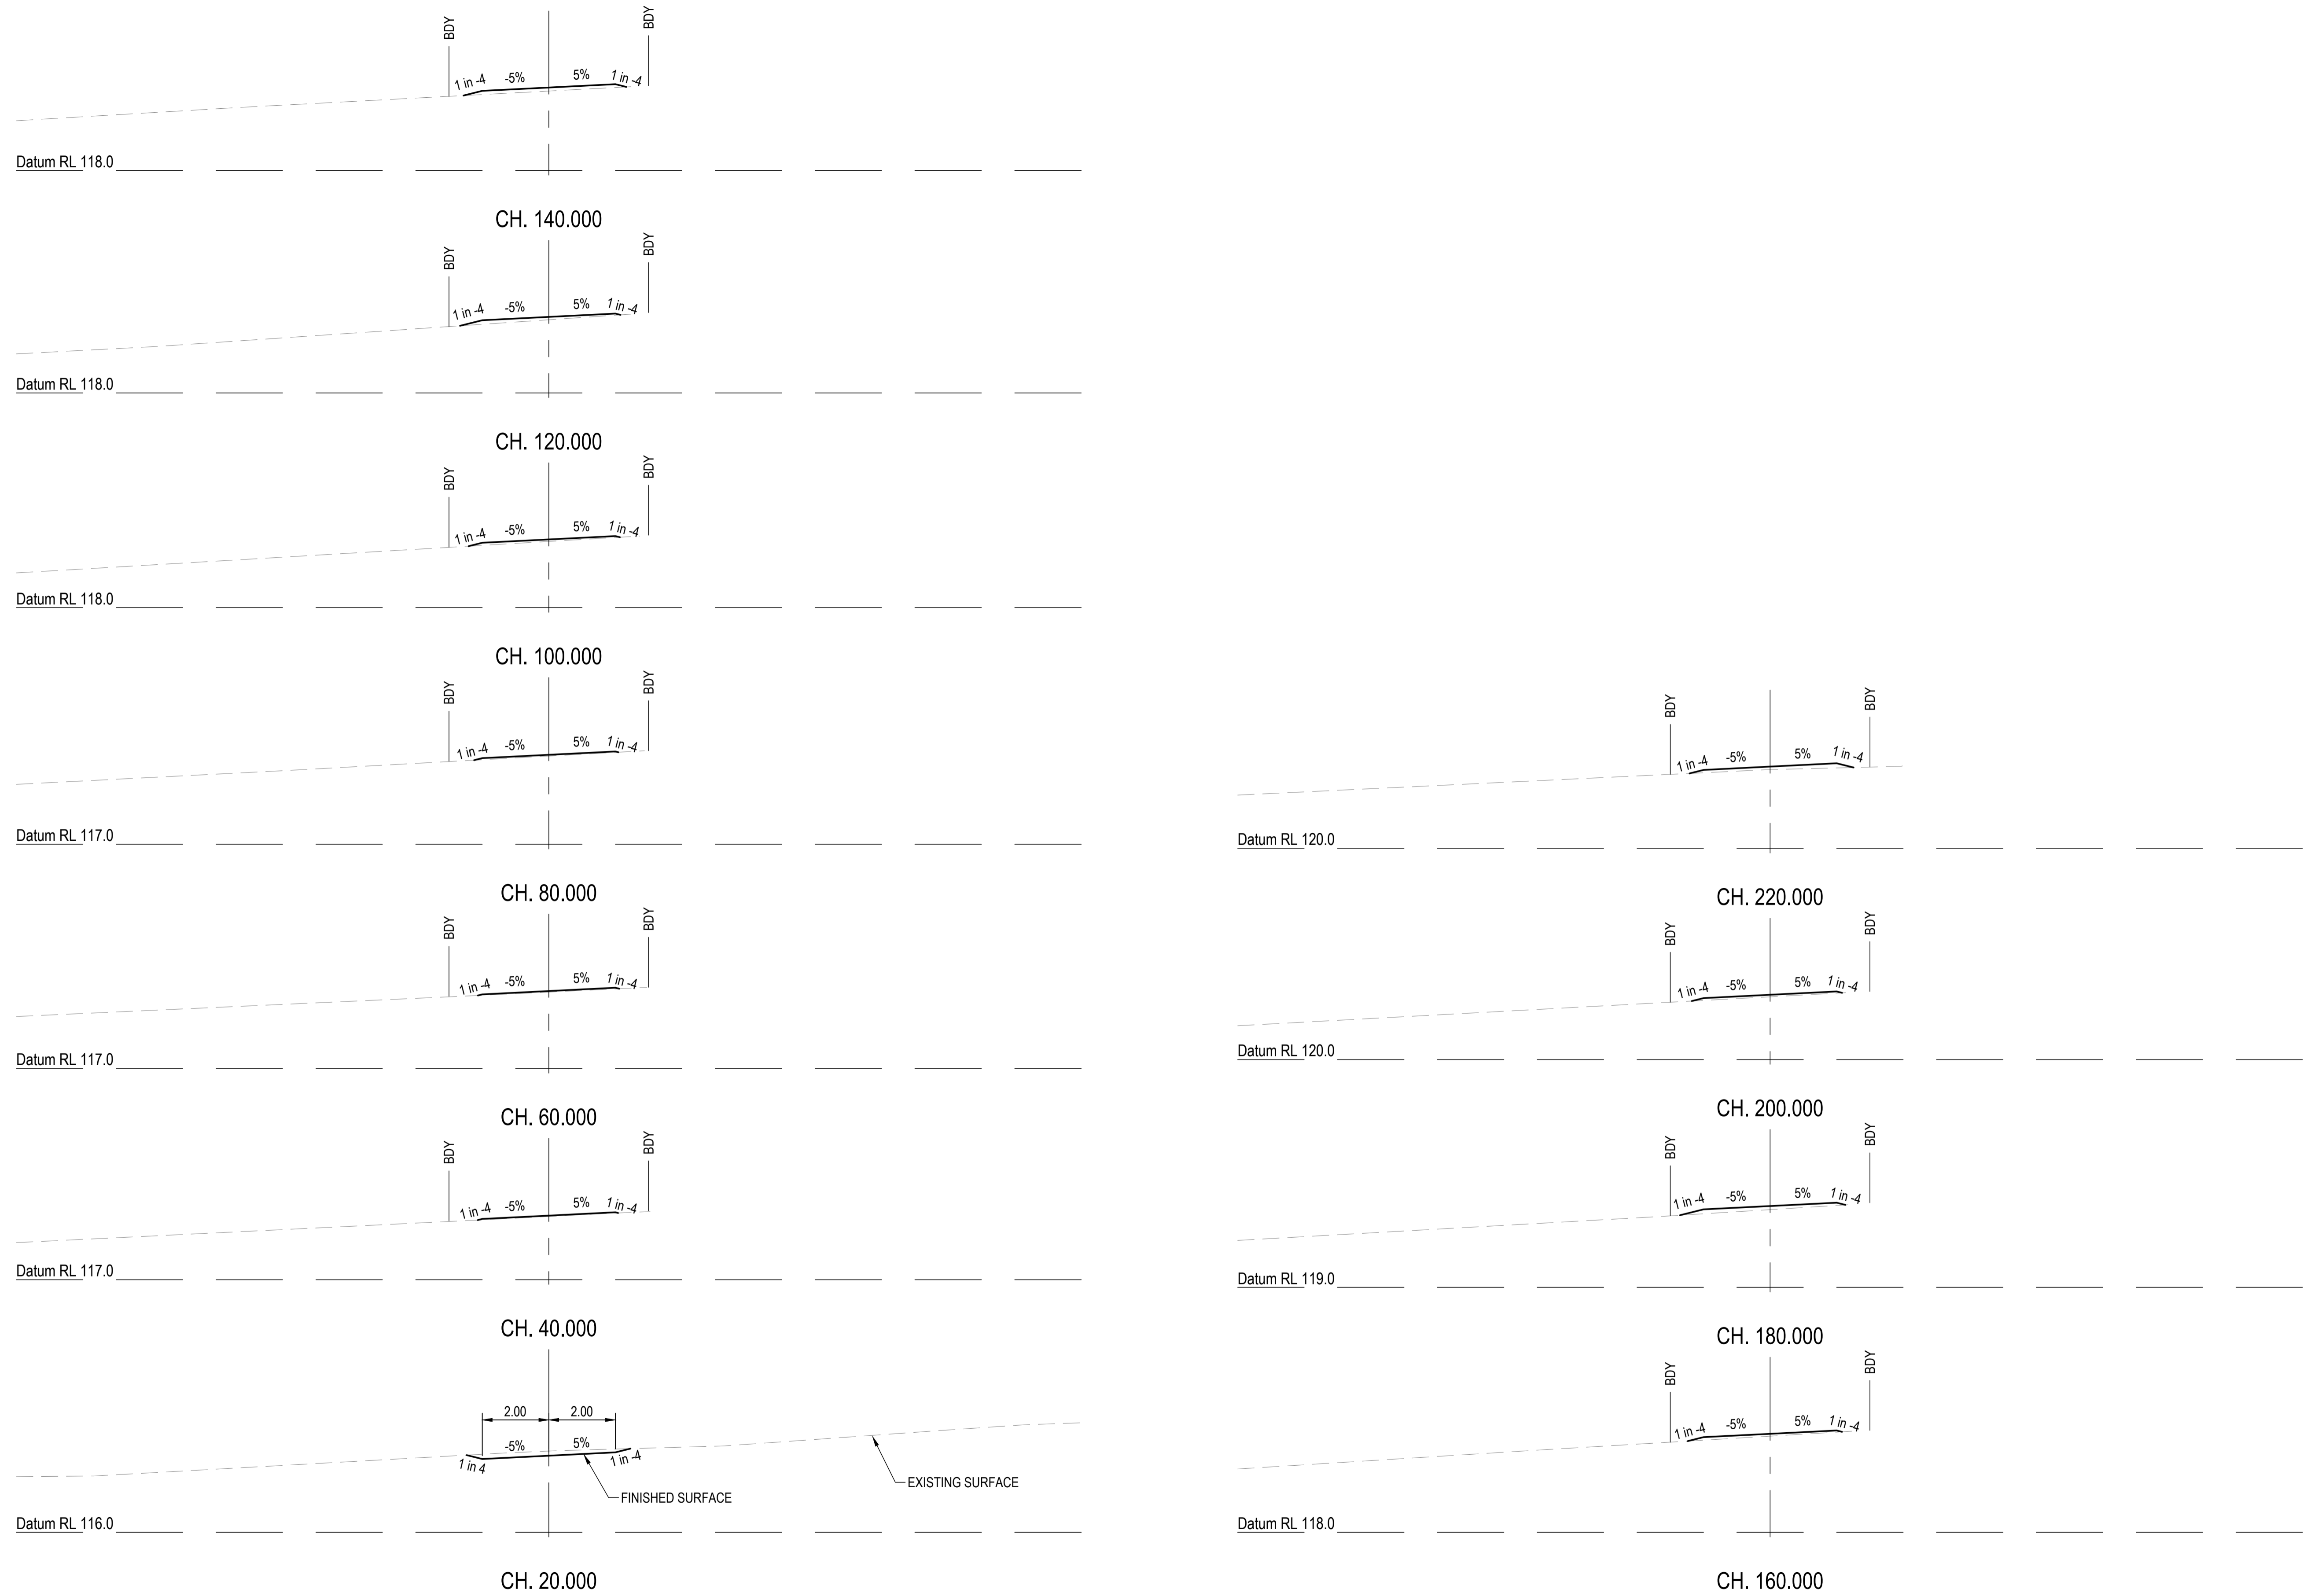 BDY
BDY
1 in -4 -5% 5% 1 in -4
Datum RL 118.0
CH. 140.000
BDY
BDY
1 in -4 -5% 5% 1 in -4
Datum RL 118.0
CH. 120.000
BDY
BDY
1 in -4 -5% 5% 1 in -4
Datum RL 118.0
CH. 100.000
BDY
BDY
1 in -4 -5% 5% 1 in -4
Datum RL 117.0
CH. 80.000
BDY
BDY
1 in -4 -5% 5% 1 in -4
Datum RL 117.0
CH. 60.000
BDY
BDY
1 in -4 -5% 5% 1 in -4
Datum RL 117.0
CH. 40.000
2.00 2.00
-5% 5%
1 in 4 1 in -4
EXISTING SURFACE
FINISHED SURFACE
Datum RL 116.0
CH. 20.000
BDY
BDY
1 in -4 -5% 5% 1 in -4
Datum RL 120.0
CH. 220.000
BDY
BDY
1 in -4 -5% 5% 1 in -4
Datum RL 120.0
CH. 200.000
BDY
BDY
1 in -4 -5% 5% 1 in -4
Datum RL 119.0
CH. 180.000
BDY
BDY
1 in -4 -5% 5% 1 in -4
Datum RL 118.0
CH. 160.000